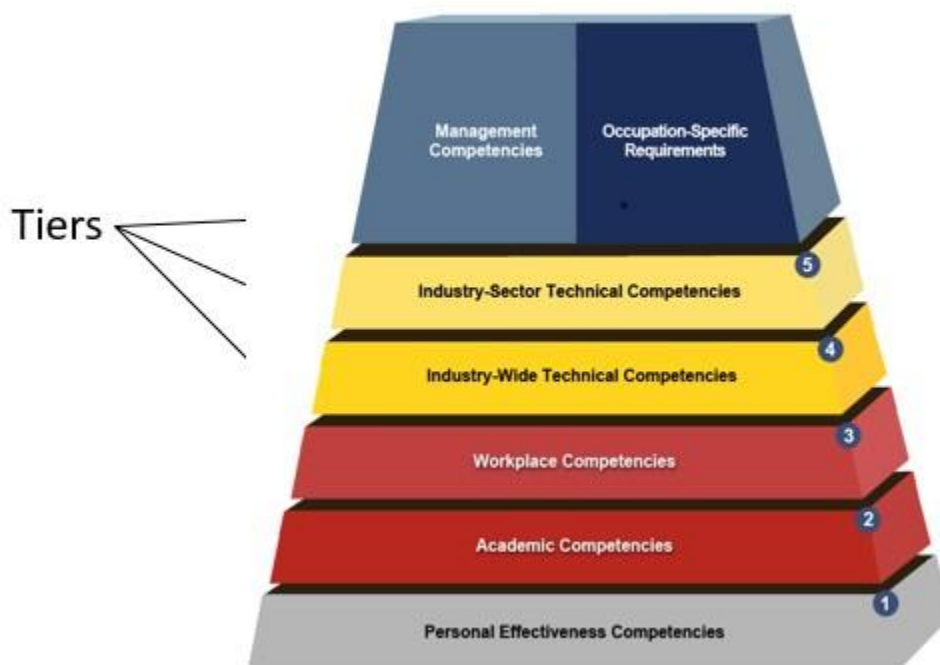 Management
Competencies
Occupation-Specific
Requirements
Tiers
5
Industry-Sector Technical Competencies
4
Industry-Wide Technical Competencies
3
Workplace Competencies
2
Academic Competencies
1
Personal Effectiveness Competencies